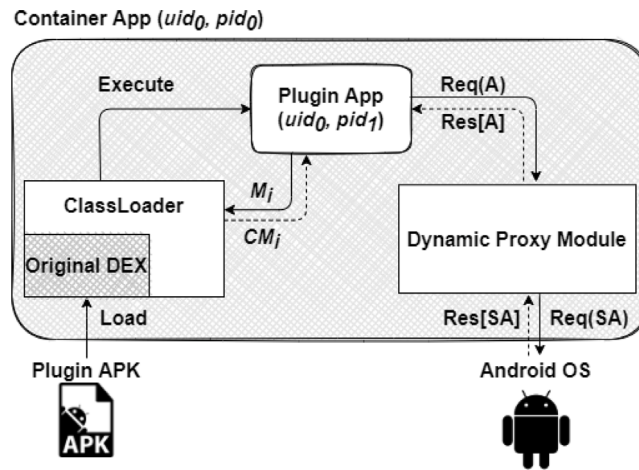 Container App (uid0, pid0)
Execute
Plugin App
(uid0, pid1)
Req(A)
Res[A]
ClassLoader
Mi
CMi
Original DEX
Dynamic Proxy Module
Load
Res[SA]
Req(SA)
Plugin APK
Android OS
APK